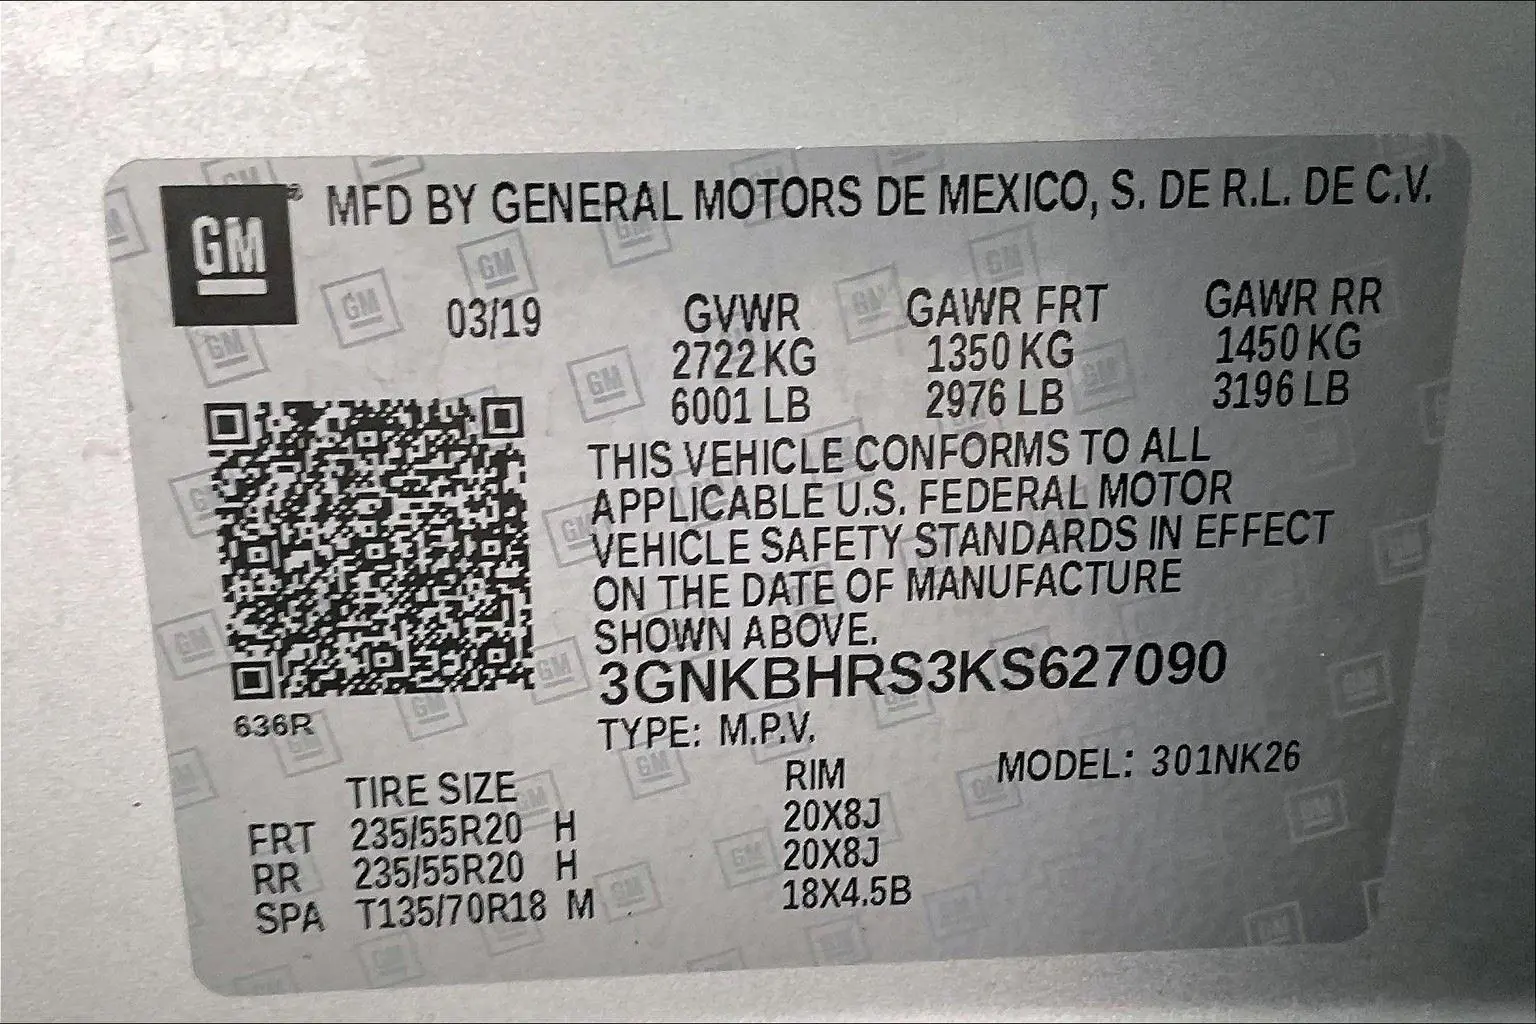 GM ® MFD BY GENERAL MOTORS DE MEXICO, S. DE R.L. DE C.V.
03/19 GVWR GAWR FRT GAWR RR
2722 KG 1350 KG 1450 KG
6001 LB 2976 LB 3196 LB
THIS VEHICLE CONFORMS TO ALL
APPLICABLE U.S. FEDERAL MOTOR
VEHICLE SAFETY STANDARDS IN EFFECT
ON THE DATE OF MANUFACTURE
SHOWN ABOVE.
3GNKBHRS3KS627090
636R
TYPE: M.P.V.
MODEL: 301NK26
TIRE SIZE RIM
FRT 235/55R20 H 20X8J
RR 235/55R20 H 20X8J
SPA T135/70R18 M 18X4.5B